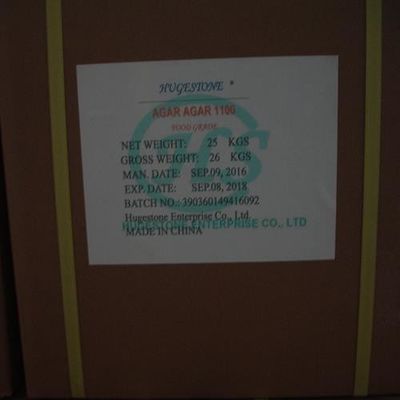 HUGESTONE *
AGAR AGAR 1100
FOOD GRADE
NET WEIGHT: 25 KGS
GROSS WEIGHT: 26 KGS
MAN. DATE: SEP.09, 2016
EXP. DATE: SEP.08, 2018
BATCH NO.: 390360149416092
Hugestone Enterprise Co., Ltd.
HUGESTONE ENTERPRISE CO., LTD
MADE IN CHINA